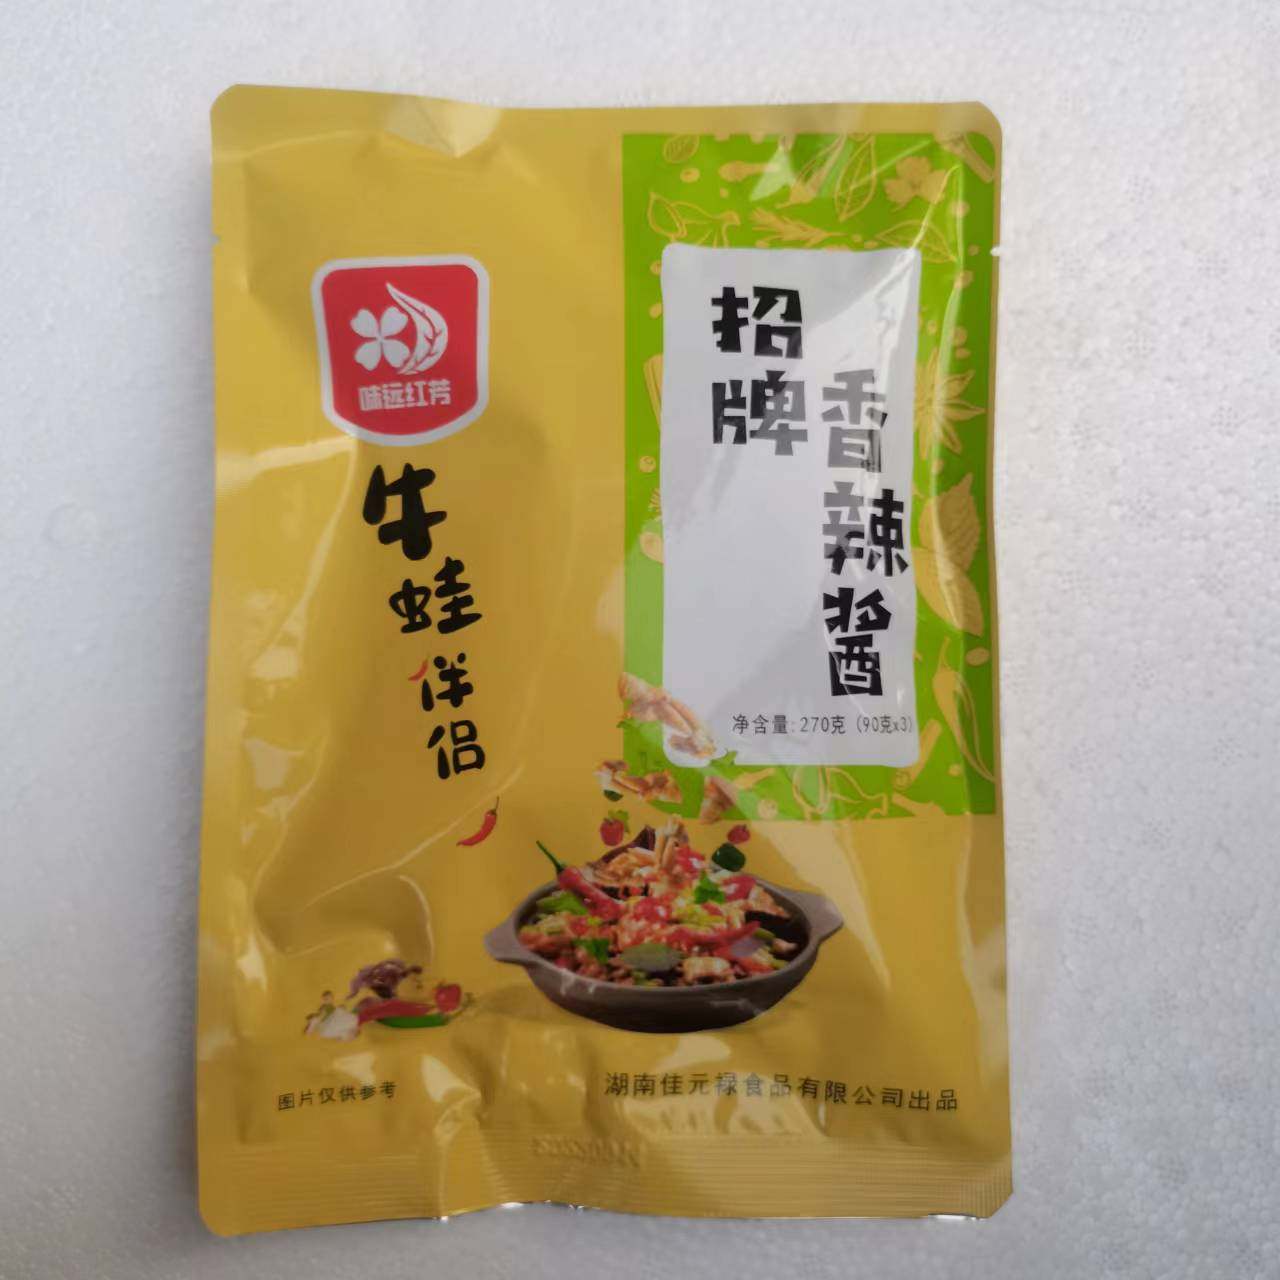 味远红芳
牛蛙伴侣
招牌
香辣酱
净含量:270克(90克x3)
图片仅供参考
湖南佳元禄食品有限公司出品